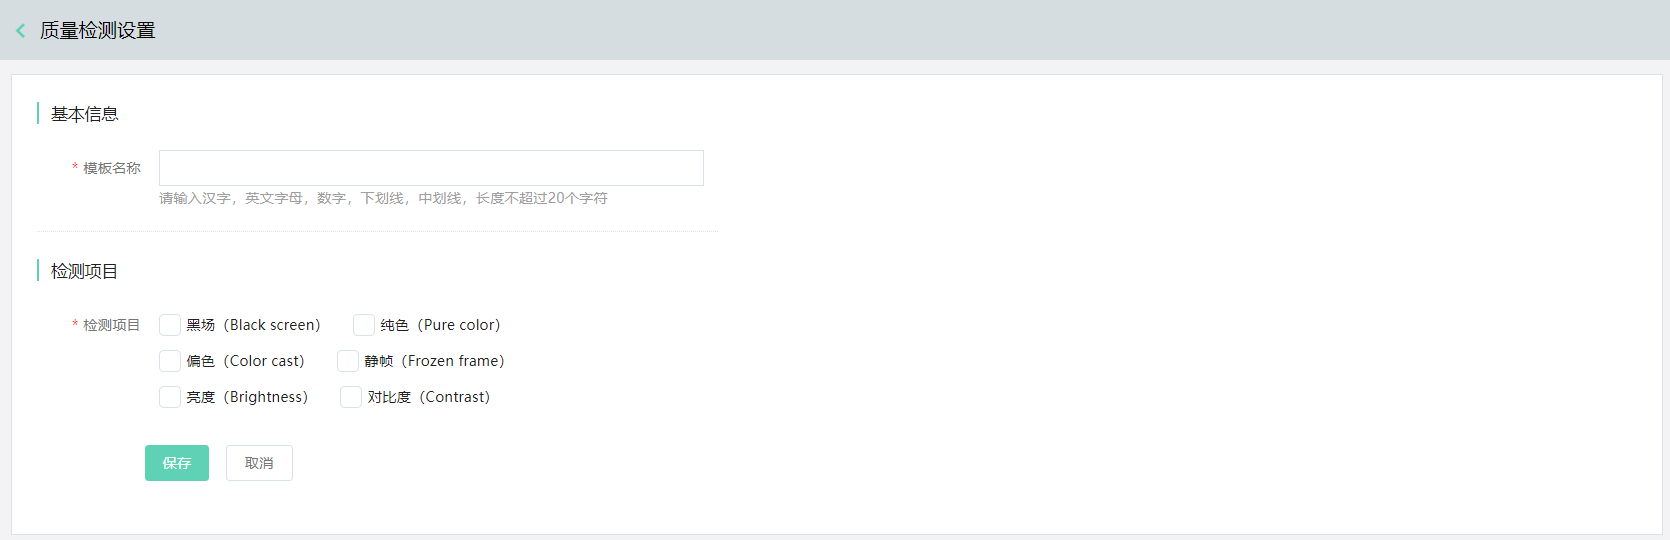 质量检测设置
基本信息
* 模板名称
请输入汉字，英文字母，数字，下划线，中划线，长度不超过20个字符
检测项目
* 检测项目 黑场（Black screen） 纯色（Pure color）
偏色（Color cast） 静帧（Frozen frame）
亮度（Brightness） 对比度（Contrast）
保存 取消